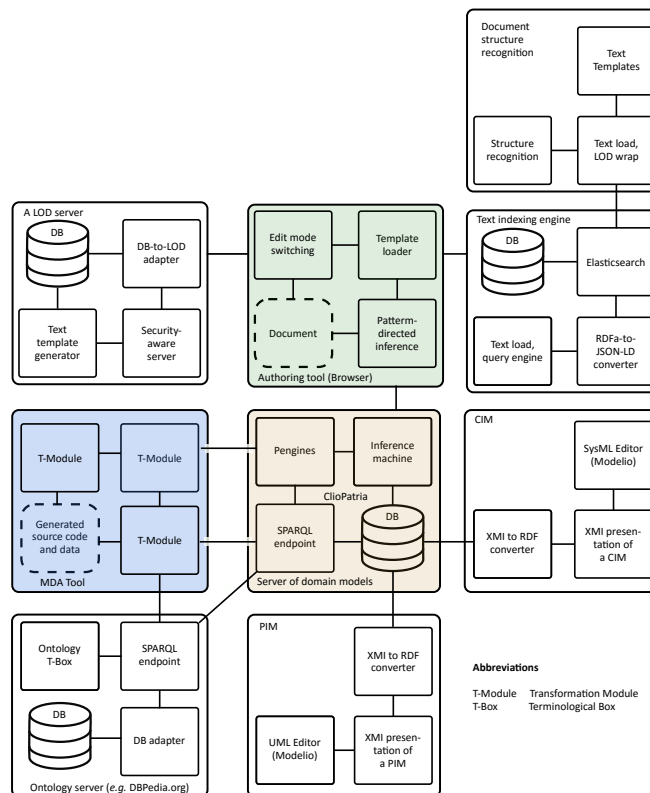 Document
structure
recognition
Text
Templates
Structure
recognition
Text load,
LOD wrap
A LOD server
DB
DB-to-LOD
adapter
Text
template
generator
Security-
aware
server
Edit mode
switching
Template
loader
Document
Pattern-
directed
inference
Authoring tool (Browser)
Text indexing engine
DB
Elasticsearch
Text load,
query engine
RDFa-to-
JSON-LD
converter
T-Module
T-Module
Generated
source code
and data
T-Module
MDA Tool
Pengines
Inference
machine
ClioPatria
SPARQL
endpoint
DB
Server of domain models
CIM
SysML Editor
(Modelio)
XMI to RDF
converter
XMI presen-
tation of
a CIM
Ontology
T-Box
SPARQL
endpoint
DB
DB adapter
Ontology server (e.g. DBPedia.org)
PIM
XMI to RDF
converter
UML Editor
(Modelio)
XMI presen-
tation of
a PIM
Abbreviations
T-Module Transformation Module
T-Box Terminological Box